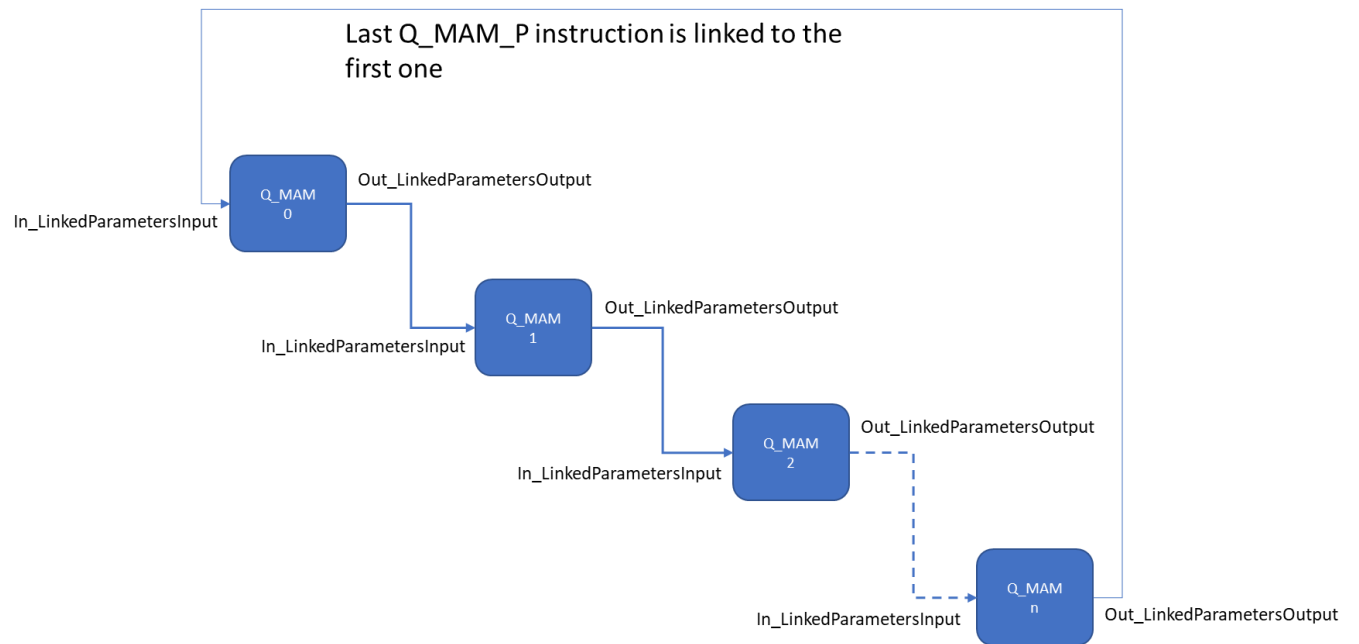 Last Q_MAM_P instruction is linked to the
first one
Q_MAM
0
Out_LinkedParametersOutput
In_LinkedParametersInput
Q_MAM
1
Out_LinkedParametersOutput
In_LinkedParametersInput
Q_MAM
2
Out_LinkedParametersOutput
In_LinkedParametersInput
Q_MAM
n
In_LinkedParametersInput
Out_LinkedParametersOutput